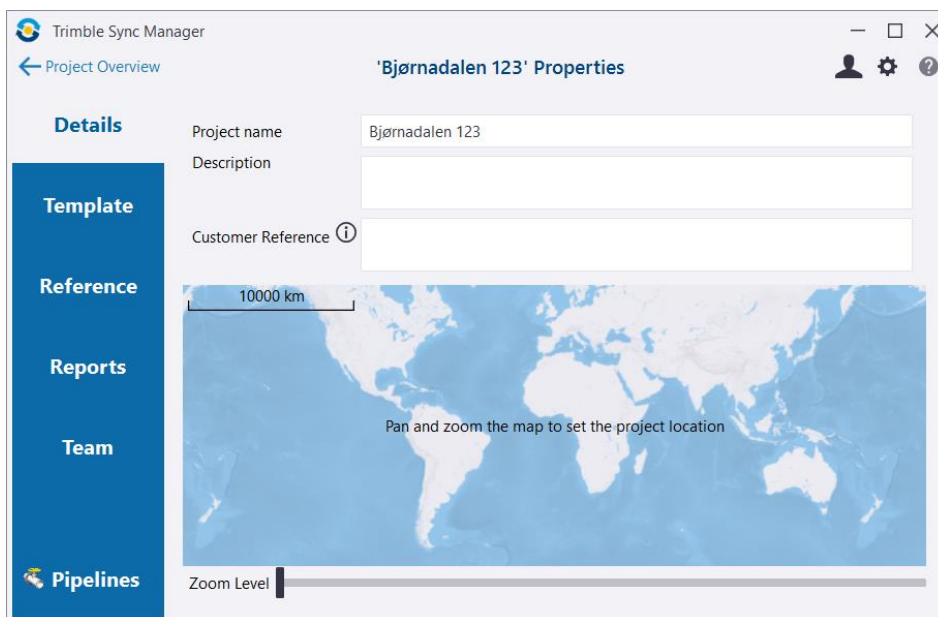 Trimble Sync Manager
Project Overview
'Bjørnadalen 123' Properties
Details
Template
Reference
Reports
Team
Pipelines
Project name
Bjørnadalen 123
Description
Customer Reference
10000 km
Pan and zoom the map to set the project location
Zoom Level